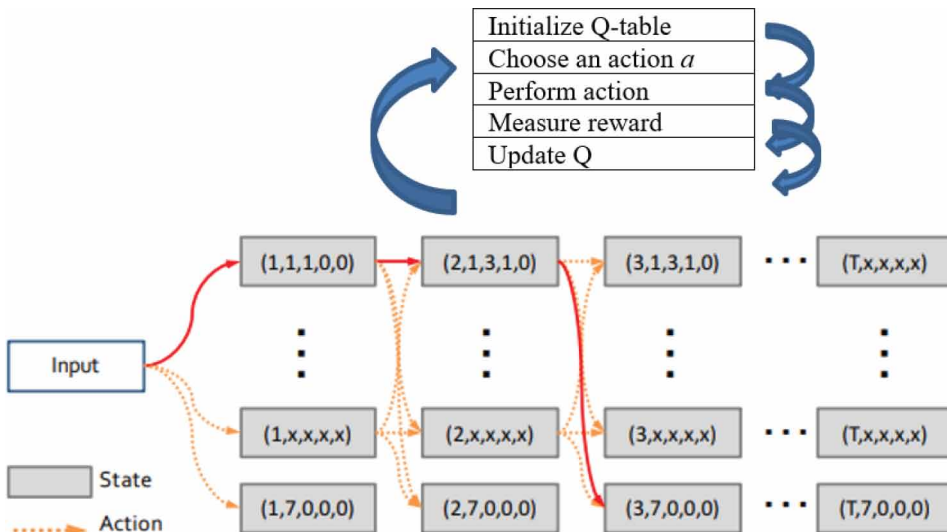 Initialize Q-table
Choose an action a
Perform action
Measure reward
Update Q
(1,1,1,0,0) (2,1,3,1,0) (3,1,3,1,0) ... (T,x,x,x,x)
Input
(1,x,x,x,x) (2,x,x,x,x) (3,x,x,x,x) ... (T,x,x,x,x)
State
(1,7,0,0,0) (2,7,0,0,0) (3,7,0,0,0) ... (T,7,0,0,0)
Action